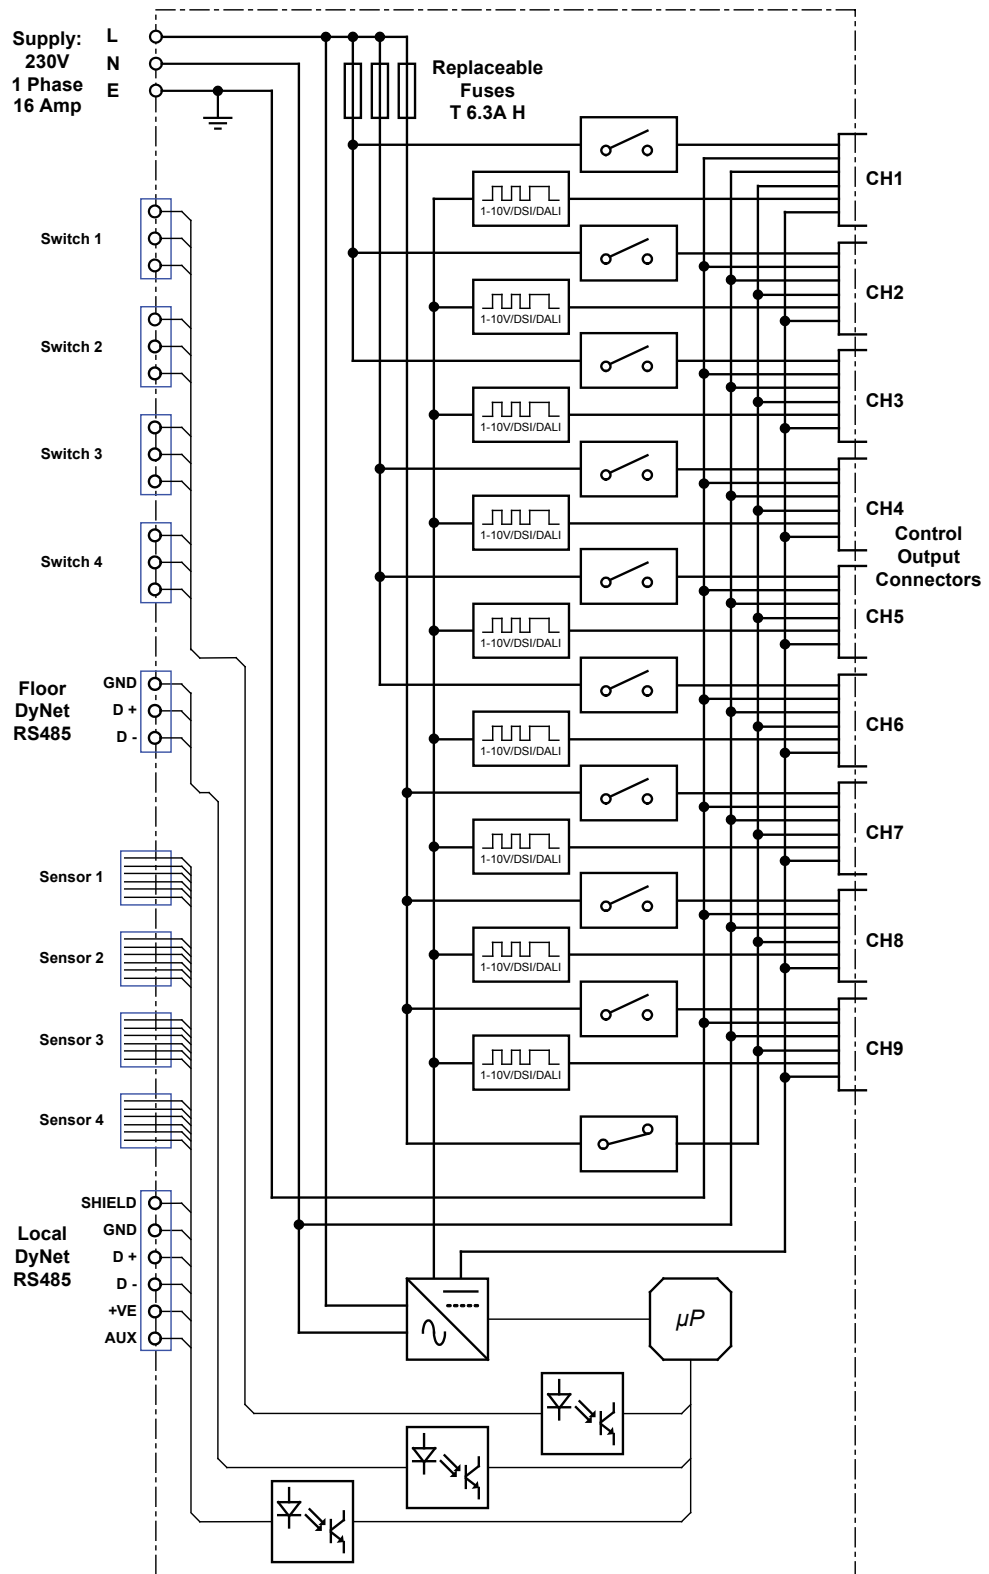 Supply:
230V
1 Phase
16 Amp
L
N
E
Replaceable
Fuses
T 6.3A H
CH1
1-10V/DSI/DALI
Switch 1
CH2
1-10V/DSI/DALI
Switch 2
CH3
1-10V/DSI/DALI
Switch 3
CH4
1-10V/DSI/DALI
Control
Output
Connectors
Switch 4
CH5
1-10V/DSI/DALI
Floor
DyNet
RS485
GND
D +
D -
CH6
1-10V/DSI/DALI
CH7
1-10V/DSI/DALI
Sensor 1
CH8
1-10V/DSI/DALI
Sensor 2
Sensor 3
CH9
1-10V/DSI/DALI
Sensor 4
Local
DyNet
RS485
SHIELD
GND
D +
D -
+VE
AUX
µP